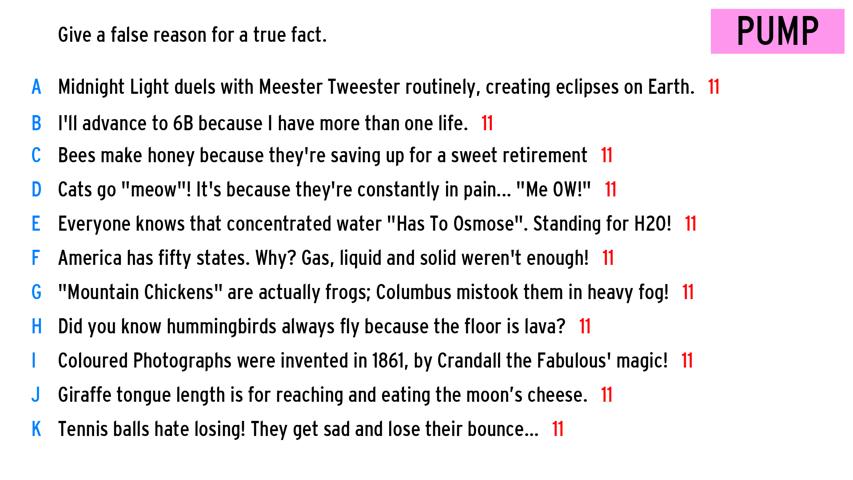 Give a false reason for a true fact.
PUMP
A Midnight Light duels with Meester Tweester routinely, creating eclipses on Earth. 11
B I'll advance to 6B because I have more than one life. 11
C Bees make honey because they're saving up for a sweet retirement 11
D Cats go "meow"! It's because they're constantly in pain... "Me OW!" 11
E Everyone knows that concentrated water "Has To Osmose". Standing for H2O! 11
F America has fifty states. Why? Gas, liquid and solid weren't enough! 11
G "Mountain Chickens" are actually frogs; Columbus mistook them in heavy fog! 11
H Did you know hummingbirds always fly because the floor is lava? 11
I Coloured Photographs were invented in 1861, by Crandall the Fabulous' magic! 11
J Giraffe tongue length is for reaching and eating the moon’s cheese. 11
K Tennis balls hate losing! They get sad and lose their bounce... 11